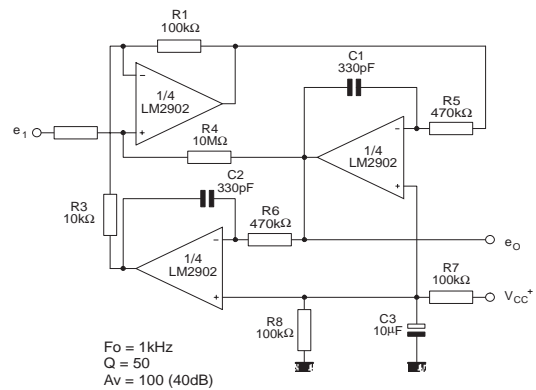 R1
100kΩ
1/4
LM2902
e1
R4
10MΩ
C1
330pF
R5
470kΩ
1/4
LM2902
R3
10kΩ
C2
330pF
R6
470kΩ
1/4
LM2902
eO
R7
100kΩ
VCC+
R8
100kΩ
C3
10µF
Fo = 1kHz
Q = 50
Av = 100 (40dB)